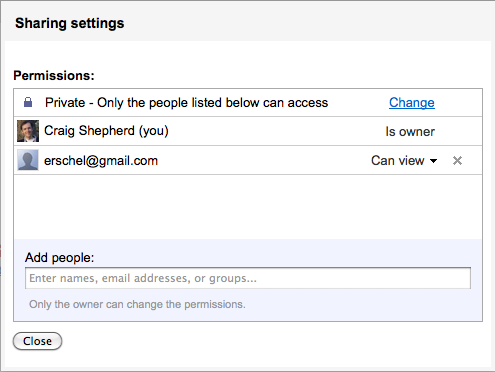 Sharing settings
Permissions:
Private - Only the people listed below can access Change
Craig Shepherd (you) Is owner
erschel@gmail.com Can view
Add people:
Enter names, email addresses, or groups...
Only the owner can change the permissions.
Close